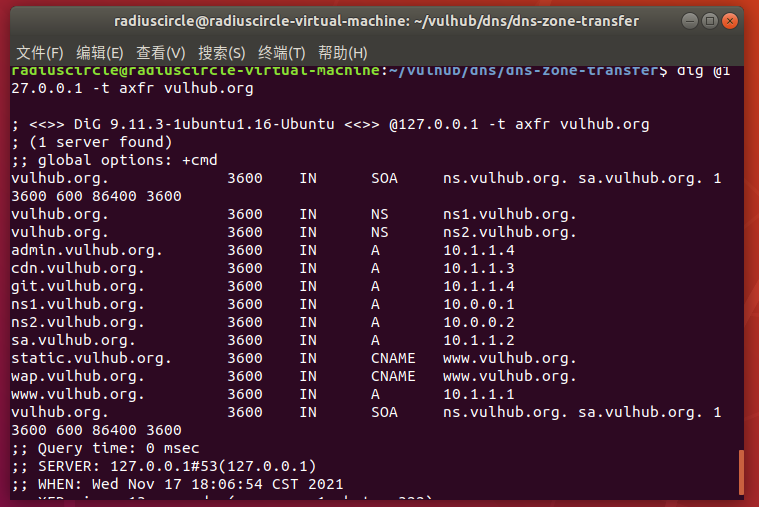 radiuscircle@radiuscircle-virtual-machine: ~/vulhub/dns/dns-zone-transfer
文件(F) 编辑(E) 查看(V) 搜索(S) 终端(T) 帮助(H)
radiuscircle@radiuscircle-virtual-machine:~/vulhub/dns/dns-zone-transfer$ dig @1
27.0.0.1 -t axfr vulhub.org
; <<>> DiG 9.11.3-1ubuntu1.16-Ubuntu <<>> @127.0.0.1 -t axfr vulhub.org
; (1 server found)
;; global options: +cmd
vulhub.org. 3600 IN SOA ns.vulhub.org. sa.vulhub.org. 1
3600 600 86400 3600
vulhub.org. 3600 IN NS ns1.vulhub.org.
vulhub.org. 3600 IN NS ns2.vulhub.org.
admin.vulhub.org. 3600 IN A 10.1.1.4
cdn.vulhub.org. 3600 IN A 10.1.1.3
git.vulhub.org. 3600 IN A 10.1.1.4
ns1.vulhub.org. 3600 IN A 10.0.0.1
ns2.vulhub.org. 3600 IN A 10.0.0.2
sa.vulhub.org. 3600 IN A 10.1.1.2
static.vulhub.org. 3600 IN CNAME www.vulhub.org.
wap.vulhub.org. 3600 IN CNAME www.vulhub.org.
www.vulhub.org. 3600 IN A 10.1.1.1
vulhub.org. 3600 IN SOA ns.vulhub.org. sa.vulhub.org. 1
3600 600 86400 3600
;; Query time: 0 msec
;; SERVER: 127.0.0.1#53(127.0.0.1)
;; WHEN: Wed Nov 17 18:06:54 CST 2021